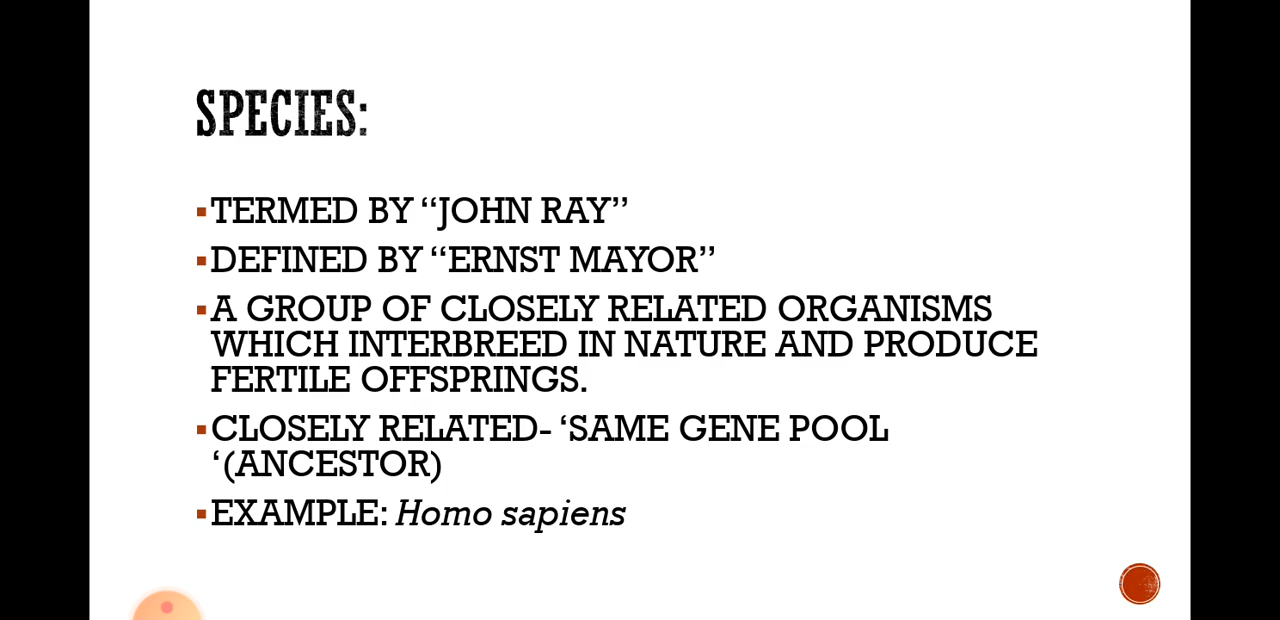 SPECIES:
▪TERMED BY “JOHN RAY”
▪DEFINED BY “ERNST MAYOR”
▪A GROUP OF CLOSELY RELATED ORGANISMS
WHICH INTERBREED IN NATURE AND PRODUCE
FERTILE OFFSPRINGS.
▪CLOSELY RELATED- ‘SAME GENE POOL
‘(ANCESTOR)
▪EXAMPLE: Homo sapiens